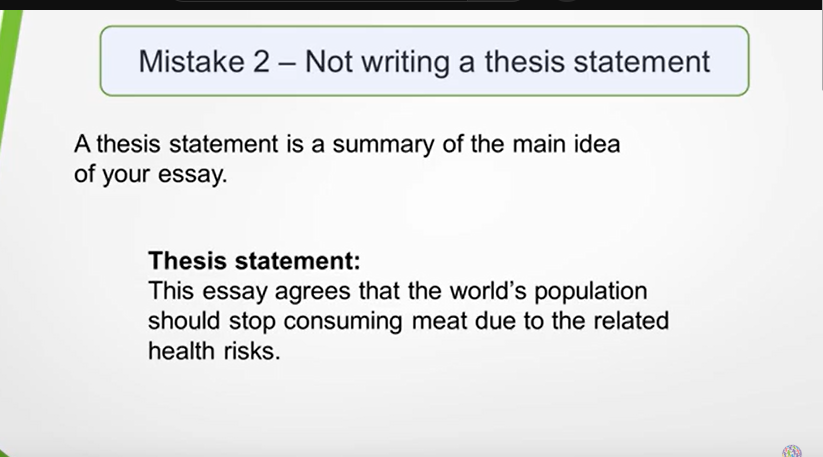 Mistake 2 – Not writing a thesis statement
A thesis statement is a summary of the main idea
of your essay.
Thesis statement:
This essay agrees that the world’s population
should stop consuming meat due to the related
health risks.